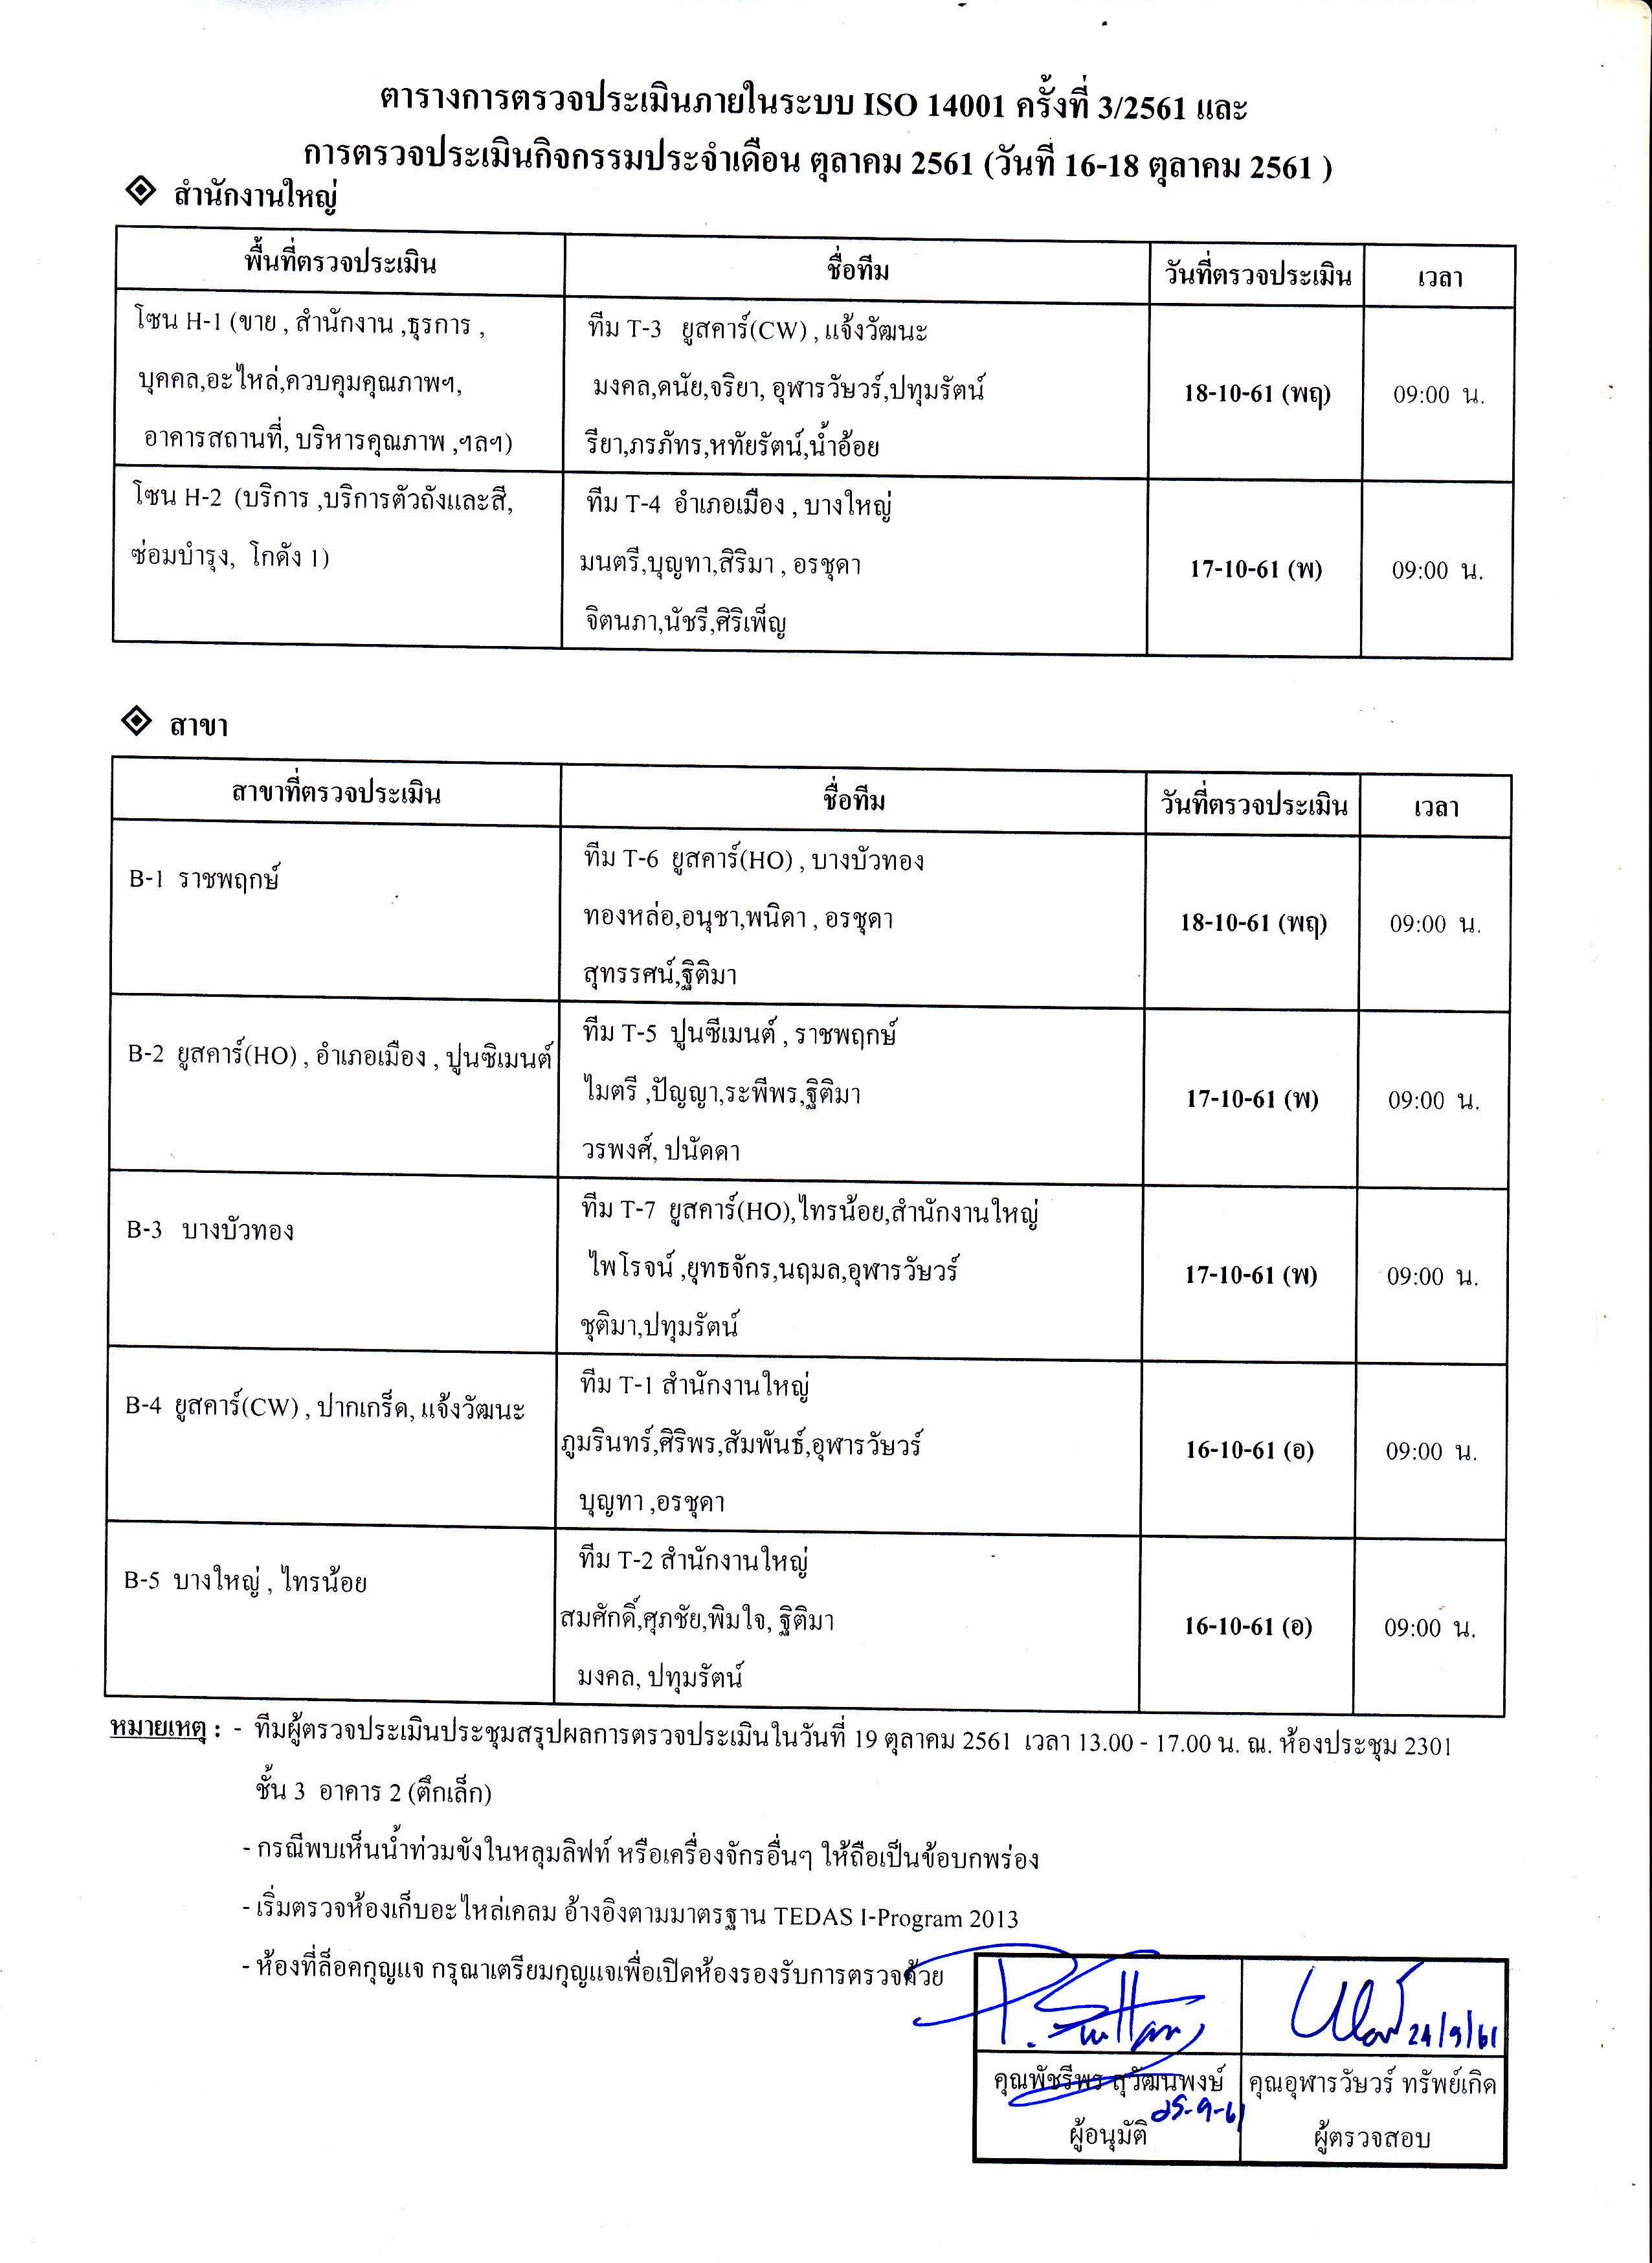 ตารางการตรวจประเมินภายในระบบ ISO 14001 ครั้งที่ 3/2561 และ
การตรวจประเมินกิจกรรมประจำเดือน ตุลาคม 2561 (วันที่ 16-18 ตุลาคม 2561 )
สำนักงานใหญ่
พื้นที่ตรวจประเมิน ชื่อทีม วันที่ตรวจประเมิน เวลา
โซน H-1 (ขาย , สำนักงาน ,ธุรการ ,
บุคคล,อะไหล่,ควบคุมคุณภาพฯ,
อาคารสถานที่, บริหารคุณภาพ ,ฯลฯ)
ทีม T-3 ยูสคาร์(CW) , แจ้งวัฒนะ
มงคล,ดนัย,จริยา, อุฬารวัษวร์,ปทุมรัตน์
รียา,ภรภัทร,หทัยรัตน์,น้ำอ้อย
18-10-61 (พฤ) 09:00 น.
โซน H-2 (บริการ ,บริการตัวถังและสี,
ซ่อมบำรุง, โกดัง 1)
ทีม T-4 อำเภอเมือง , บางใหญ่
มนตรี,บุญทา,สิริมา , อรชุดา
จิตนภา,นัชรี,ศิริเพ็ญ
17-10-61 (พ) 09:00 น.
สาขา
สาขาที่ตรวจประเมิน ชื่อทีม วันที่ตรวจประเมิน เวลา
B-1 ราชพฤกษ์
ทีม T-6 ยูสคาร์(HO) , บางบัวทอง
ทองหล่อ,อนุชา,พนิดา , อรชุดา
สุทรรศน์,ฐิติมา
18-10-61 (พฤ) 09:00 น.
B-2 ยูสคาร์(HO) , อำเภอเมือง , ปูนซิเมนต์
ทีม T-5 ปูนซีเมนต์ , ราชพฤกษ์
ไมตรี ,ปัญญา,ระพีพร,ฐิติมา
วรพงศ์, ปนัดดา
17-10-61 (พ) 09:00 น.
B-3 บางบัวทอง
ทีม T-7 ยูสคาร์(HO),ไทรน้อย,สำนักงานใหญ่
ไพโรจน์ ,ยุทธจักร,นฤมล,อุฬารวัษวร์
ชุติมา,ปทุมรัตน์
17-10-61 (พ) 09:00 น.
B-4 ยูสคาร์(CW) , ปากเกร็ด, แจ้งวัฒนะ
ทีม T-1 สำนักงานใหญ่
ภูมรินทร์,ศิริพร,สัมพันธ์,อุฬารวัษวร์
บุญทา ,อรชุดา
16-10-61 (อ) 09:00 น.
B-5 บางใหญ่ , ไทรน้อย
ทีม T-2 สำนักงานใหญ่
สมศักดิ์,ศุภชัย,พิมใจ, ฐิติมา
มงคล, ปทุมรัตน์
16-10-61 (อ) 09:00 น.
หมายเหตุ : - ทีมผู้ตรวจประเมินประชุมสรุปผลการตรวจประเมินในวันที่ 19 ตุลาคม 2561 เวลา 13.00 - 17.00 น. ณ. ห้องประชุม 2301
ชั้น 3 อาคาร 2 (ตึกเล็ก)
- กรณีพบเห็นน้ำท่วมขังในหลุมลิฟท์ หรือเครื่องจักรอื่นๆ ให้ถือเป็นข้อบกพร่อง
- เริ่มตรวจห้องเก็บอะไหล่เคลม อ้างอิงตามมาตรฐาน TEDAS I-Program 2013
- ห้องที่ล็อคกุญแจ กรุณาเตรียมกุญแจเพื่อเปิดห้องรองรับการตรวจด้วย
24/9/61
คุณพัชรีพร สุวัฒนพงษ์ คุณอุฬารวัษวร์ ทรัพย์เกิด
25-9-61
ผู้อนุมัติ ผู้ตรวจสอบ